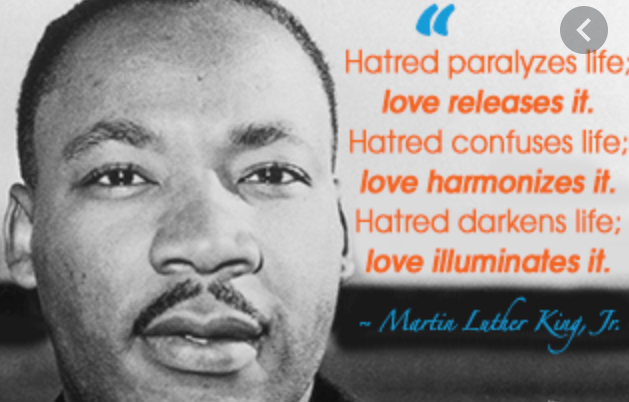 “
Hatred paralyzes life;
love releases it.
Hatred confuses life;
love harmonizes it.
Hatred darkens life;
love illuminates it.
~ Martin Luther King, Jr.